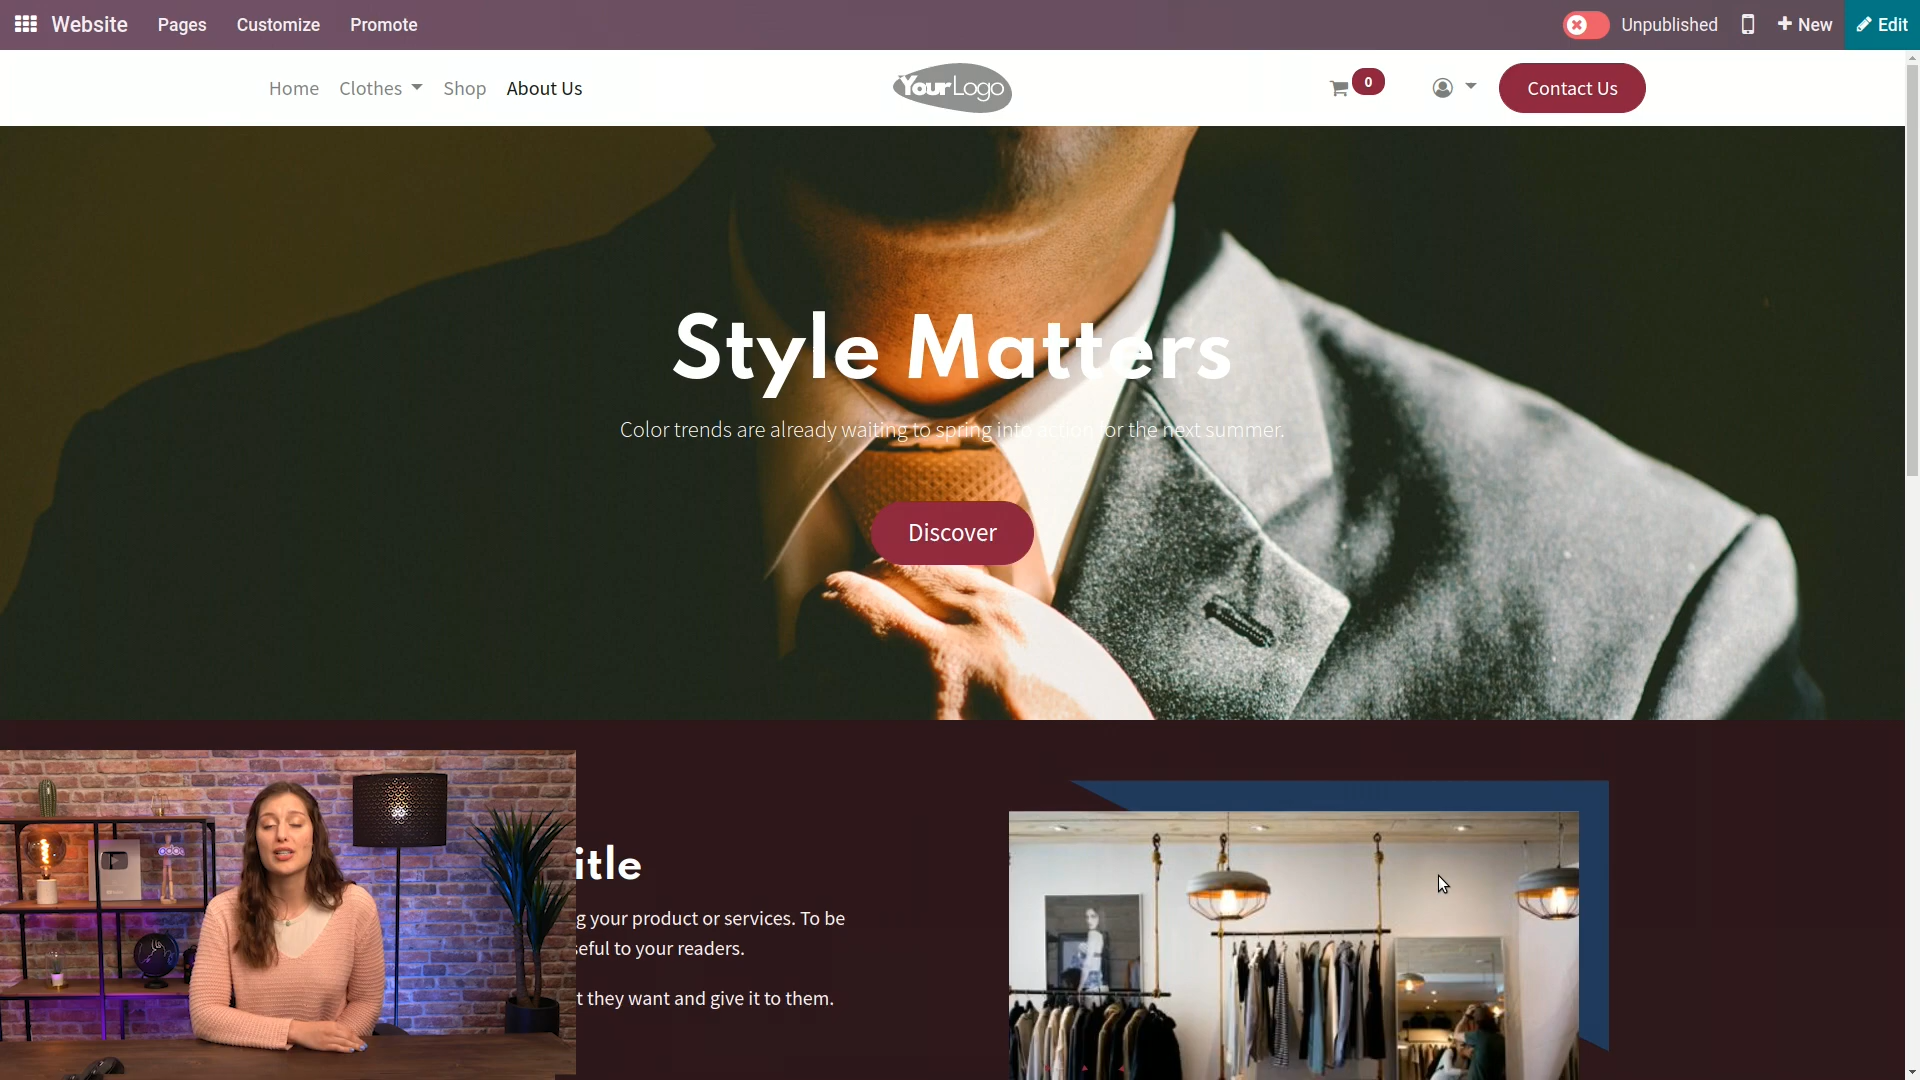 Website Pages Customize Promote Unpublished New Edit
Home Clothes Shop About Us YourLogo 0 Contact Us
Style Matters
Color trends are already waiting to spring into action for the next summer.
Discover
itle
g your product or services. To be
seful to your readers.
t they want and give it to them.
odoo